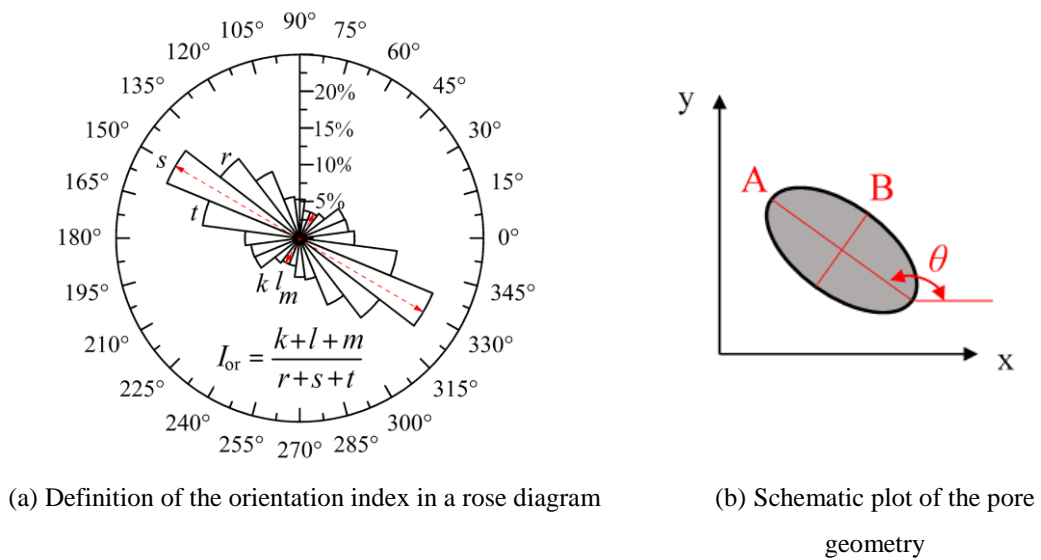 90°
105°
75°
120°
60°
135°
45°
150°
30°
165°
15°
180°
0°
195°
345°
210°
330°
225°
315°
240°
300°
255°
270°
285°
20%
15%
10%
5%
s
r
t
k l m
I_or = (k+l+m)/(r+s+t)
y
A
B
θ
x
(a) Definition of the orientation index in a rose diagram
(b) Schematic plot of the pore
geometry